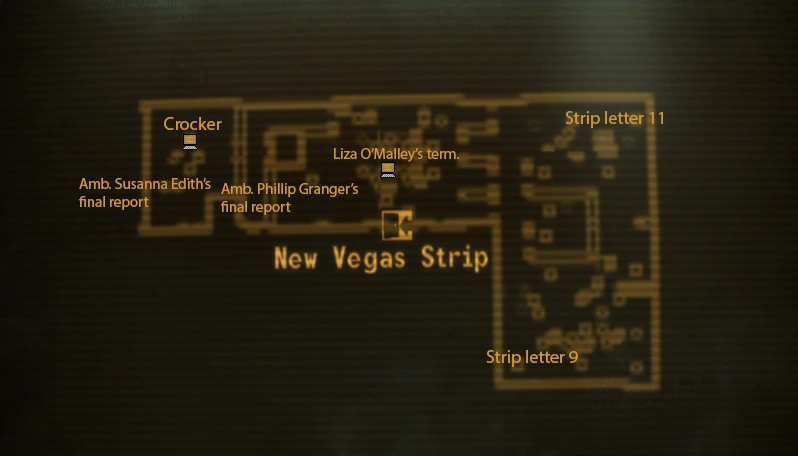 Crocker
Strip letter 11
Liza O'Malley's term.
Amb. Susanna Edith's
final report
Amb. Phillip Granger's
final report
New Vegas Strip
Strip letter 9